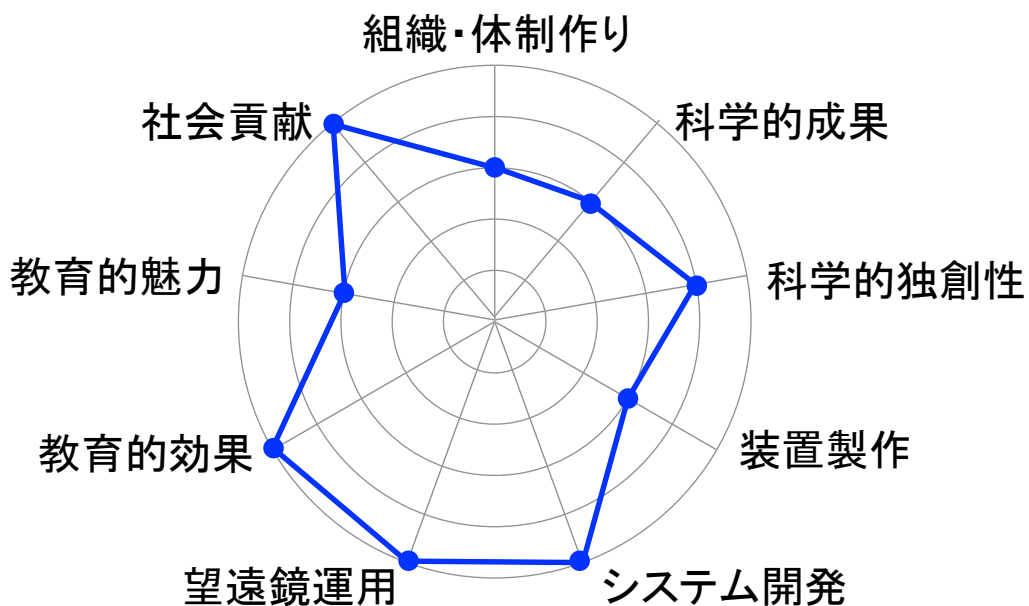 組織・体制作り
科学的成果
科学的独創性
装置製作
システム開発
望遠鏡運用
教育的効果
教育的魅力
社会貢献